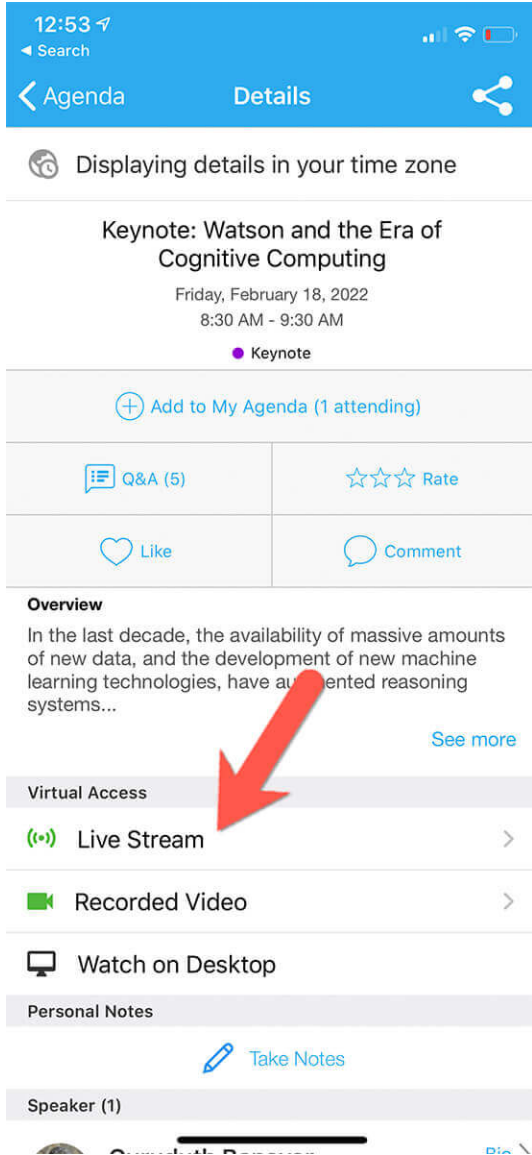 12:53
Search
Agenda
Details
Displaying details in your time zone
Keynote: Watson and the Era of
Cognitive Computing
Friday, February 18, 2022
8:30 AM - 9:30 AM
Keynote
Add to My Agenda (1 attending)
Q&A (5)
Rate
Like
Comment
Overview
In the last decade, the availability of massive amounts
of new data, and the development of new machine
learning technologies, have au ented reasoning
systems...
See more
Virtual Access
Live Stream
Recorded Video
Watch on Desktop
Personal Notes
Take Notes
Speaker (1)
Bio